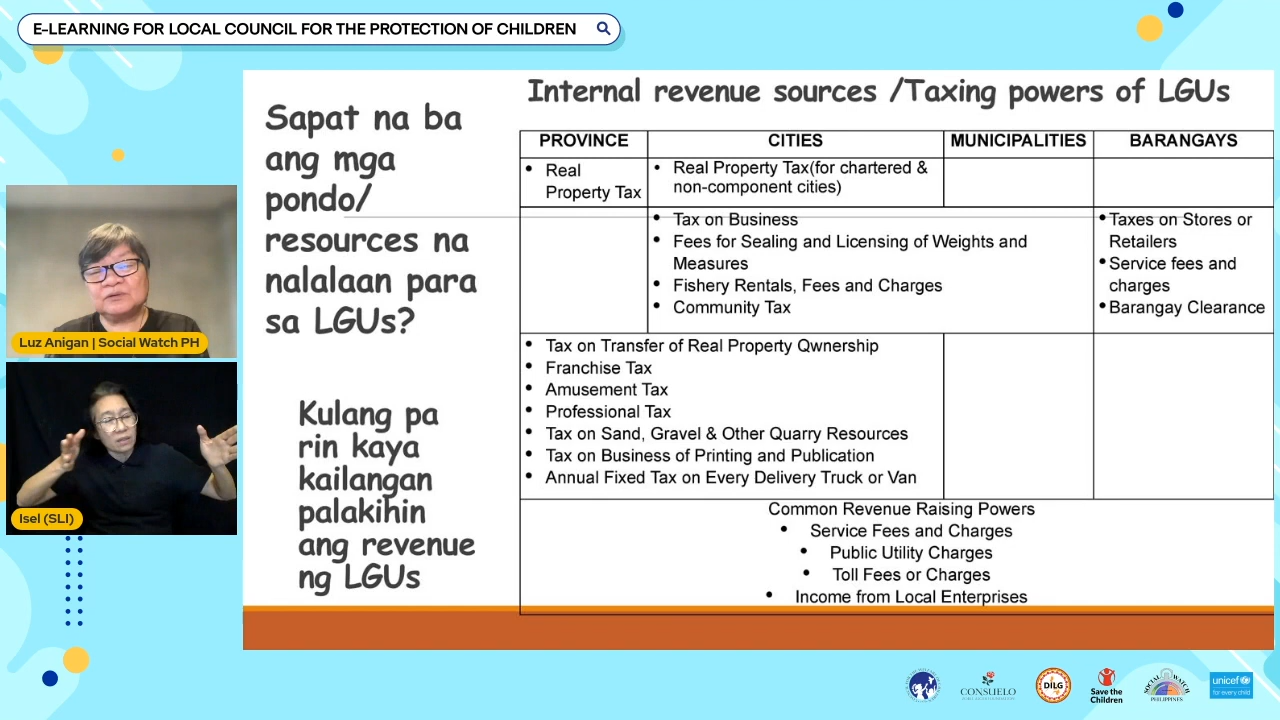 E-LEARNING FOR LOCAL COUNCIL FOR THE PROTECTION OF CHILDREN
Sapat na ba
ang mga
pondo/
resources na
nalalaan para
sa LGUs?
Kulang pa
rin kaya
kailangan
palakihin
ang revenue
ng LGUs
Internal revenue sources /Taxing powers of LGUs
PROVINCE CITIES MUNICIPALITIES BARANGAYS
• Real
Property Tax
• Real Property Tax(for chartered &
non-component cities)
• Tax on Business
• Fees for Sealing and Licensing of Weights and
Measures
• Fishery Rentals, Fees and Charges
• Community Tax
• Taxes on Stores or
Retailers
• Service fees and
charges
• Barangay Clearance
• Tax on Transfer of Real Property Qwnership
• Franchise Tax
• Amusement Tax
• Professional Tax
• Tax on Sand, Gravel & Other Quarry Resources
• Tax on Business of Printing and Publication
• Annual Fixed Tax on Every Delivery Truck or Van
Common Revenue Raising Powers
• Service Fees and Charges
• Public Utility Charges
• Toll Fees or Charges
• Income from Local Enterprises
Luz Anigan | Social Watch PH
Isel (SLI)
CONSUELO
DILG
Save the
Children
SOCIAL WATCH
PHILIPPINES
unicef
for every child